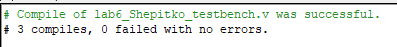 # Compile of lab6_Shepitko_testbench.v was successful.
# 3 compiles, 0 failed with no errors.